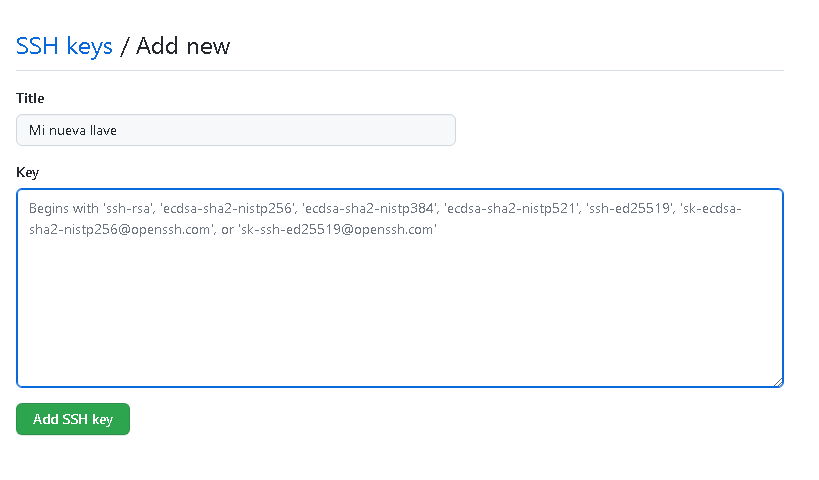 SSH keys / Add new
Title
Mi nueva llave
Key
Begins with 'ssh-rsa', 'ecdsa-sha2-nistp256', 'ecdsa-sha2-nistp384', 'ecdsa-sha2-nistp521', 'ssh-ed25519', 'sk-ecdsa-
sha2-nistp256@openssh.com', or 'sk-ssh-ed25519@openssh.com'
Add SSH key